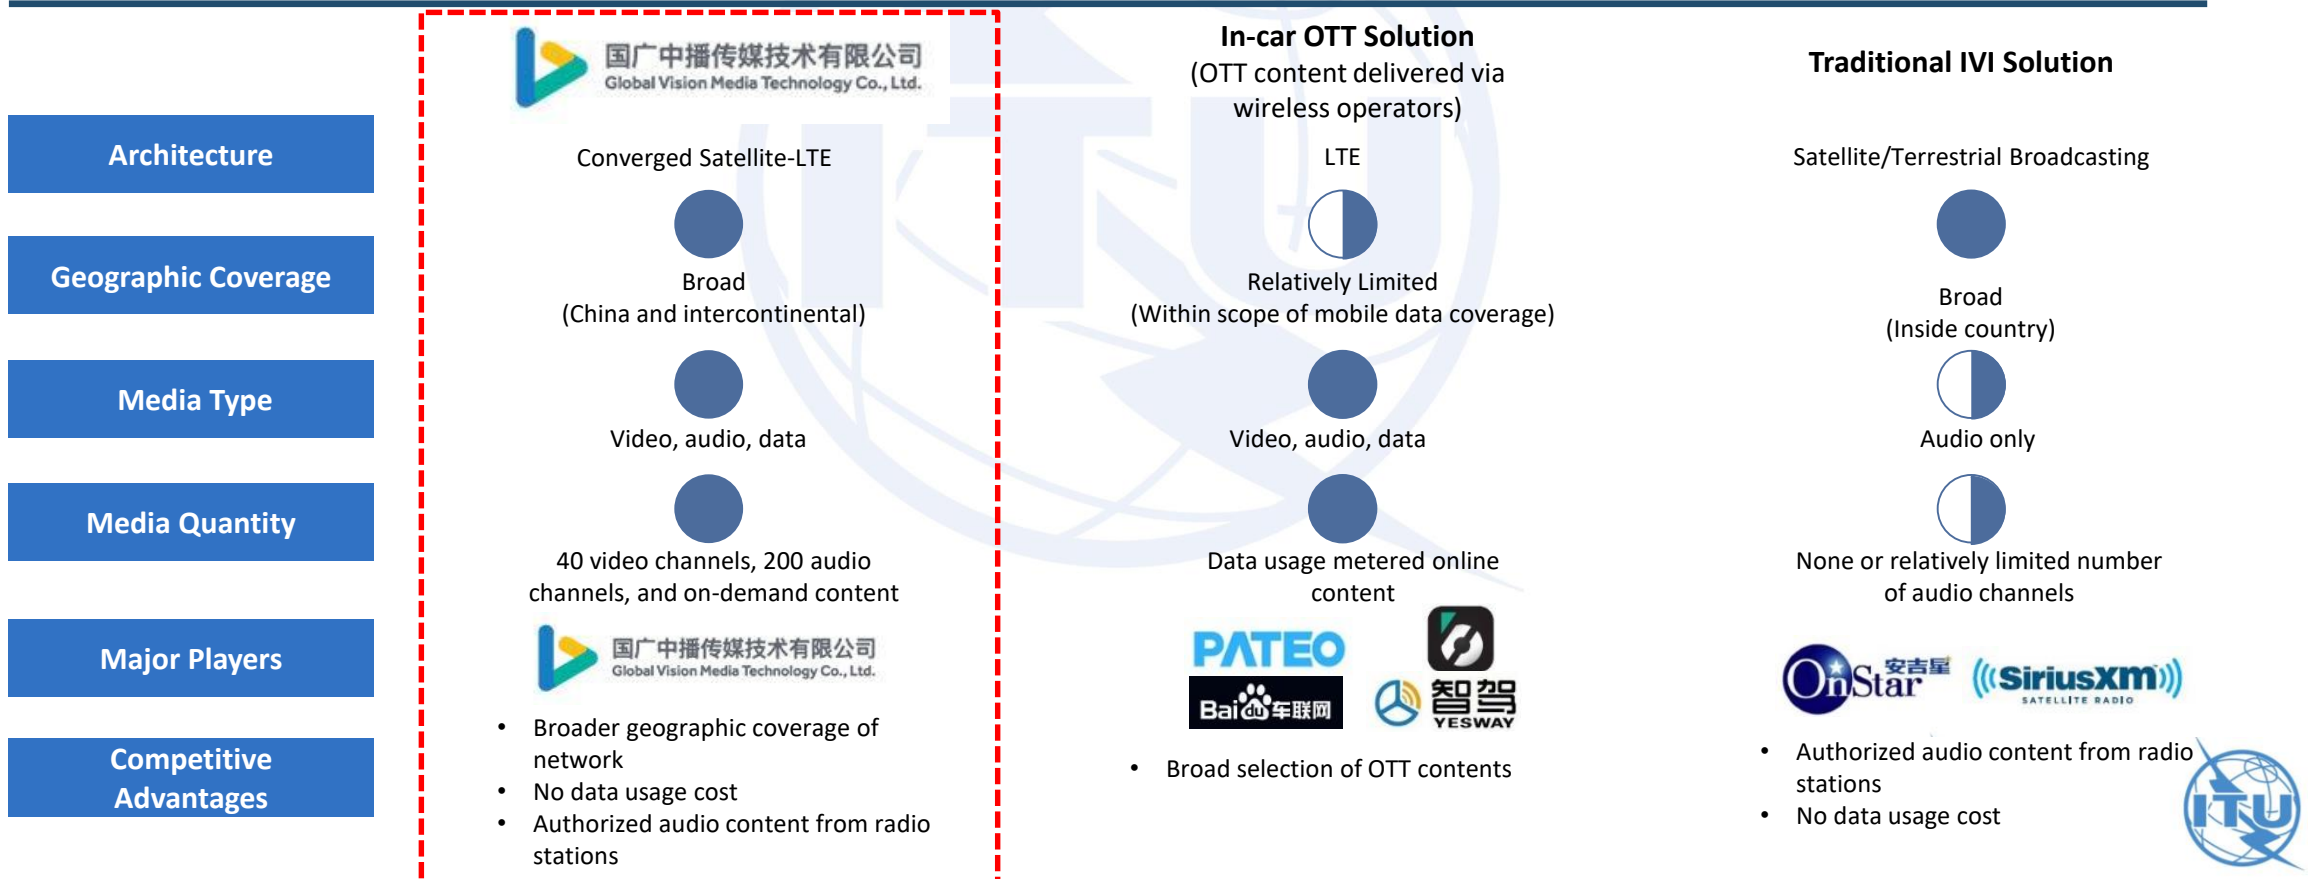 国广中播传媒技术有限公司
Global Vision Media Technology Co., Ltd.
In-car OTT Solution
(OTT content delivered via
wireless operators)
Traditional IVI Solution
Architecture
Converged Satellite-LTE
LTE
Satellite/Terrestrial Broadcasting
Geographic Coverage
Broad
(China and intercontinental)
Relatively Limited
(Within scope of mobile data coverage)
Broad
(Inside country)
Media Type
Video, audio, data
Video, audio, data
Audio only
Media Quantity
40 video channels, 200 audio
channels, and on-demand content
Data usage metered online
content
None or relatively limited number
of audio channels
Major Players
国广中播传媒技术有限公司
Global Vision Media Technology Co., Ltd.
PATEO
Bai du 车联网
智驾
YESWAY
OnStar 安吉星
SiriusXM
SATELLITE RADIO
Competitive
Advantages
• Broader geographic coverage of
network
• No data usage cost
• Authorized audio content from radio
stations
• Broad selection of OTT contents
• Authorized audio content from radio
stations
• No data usage cost
ITU
ITU